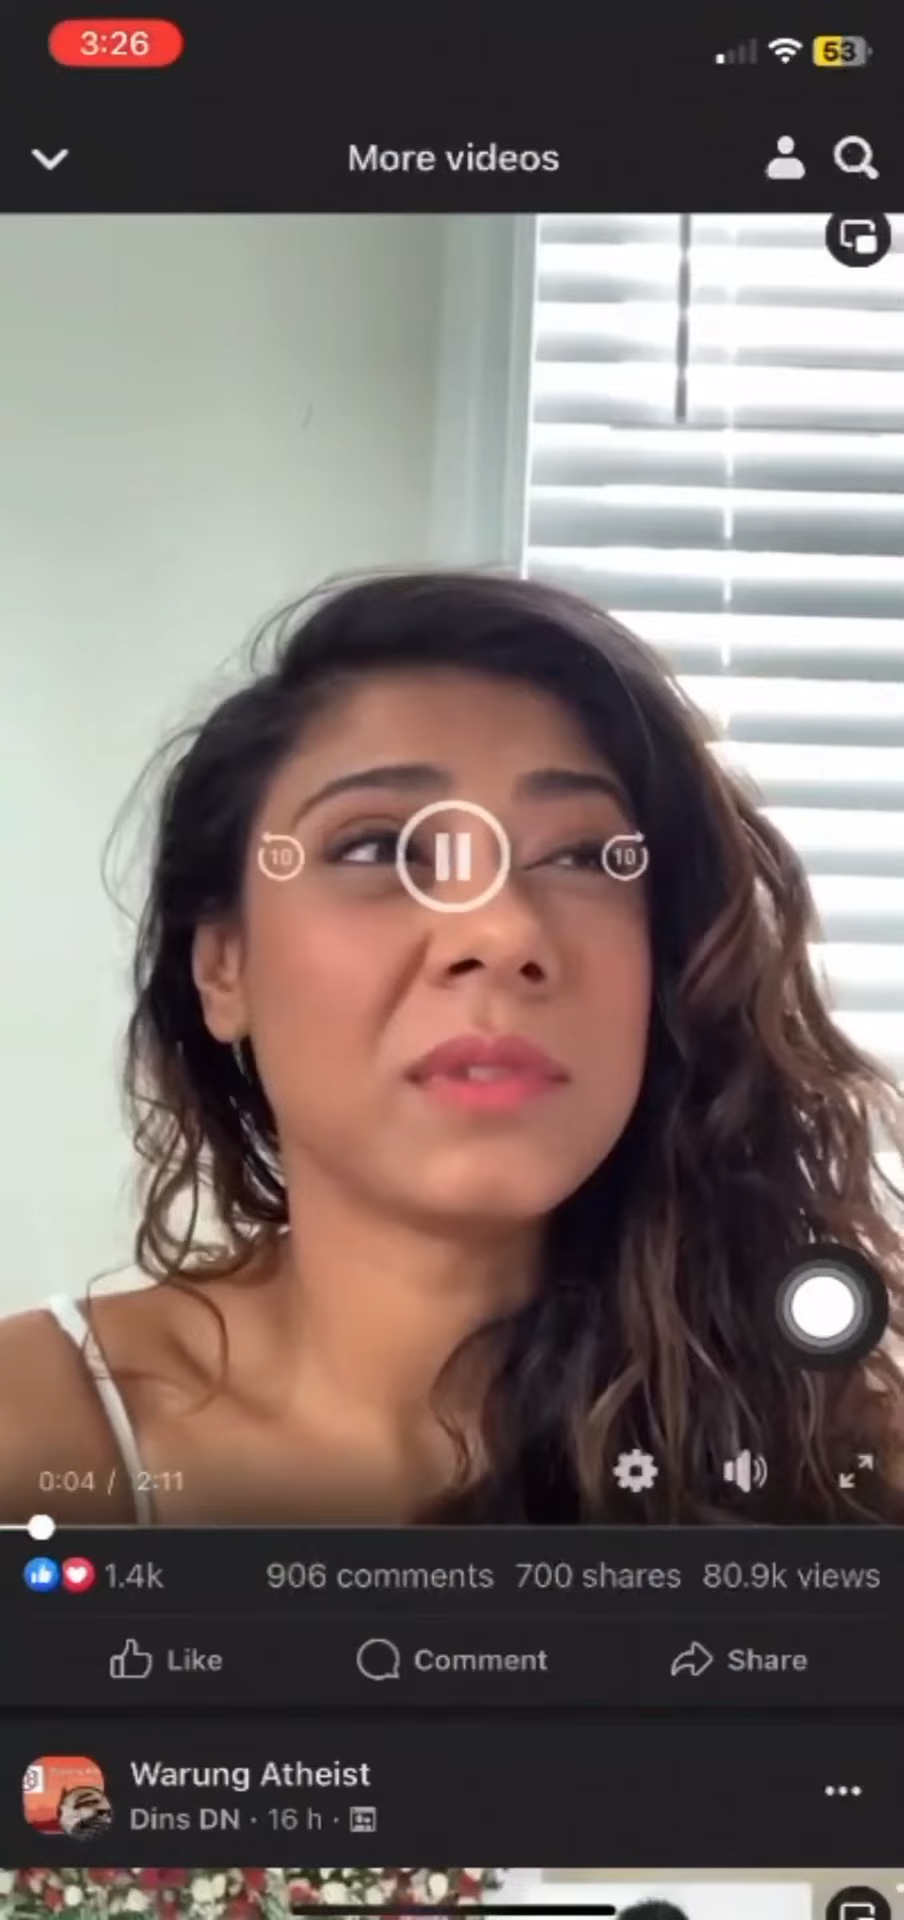 3:26
53
More videos
10
10
0:04 / 2:11
1.4k
906 comments 700 shares 80.9k views
Like
Comment
Share
Warung Atheist
Dins DN · 16 h ·